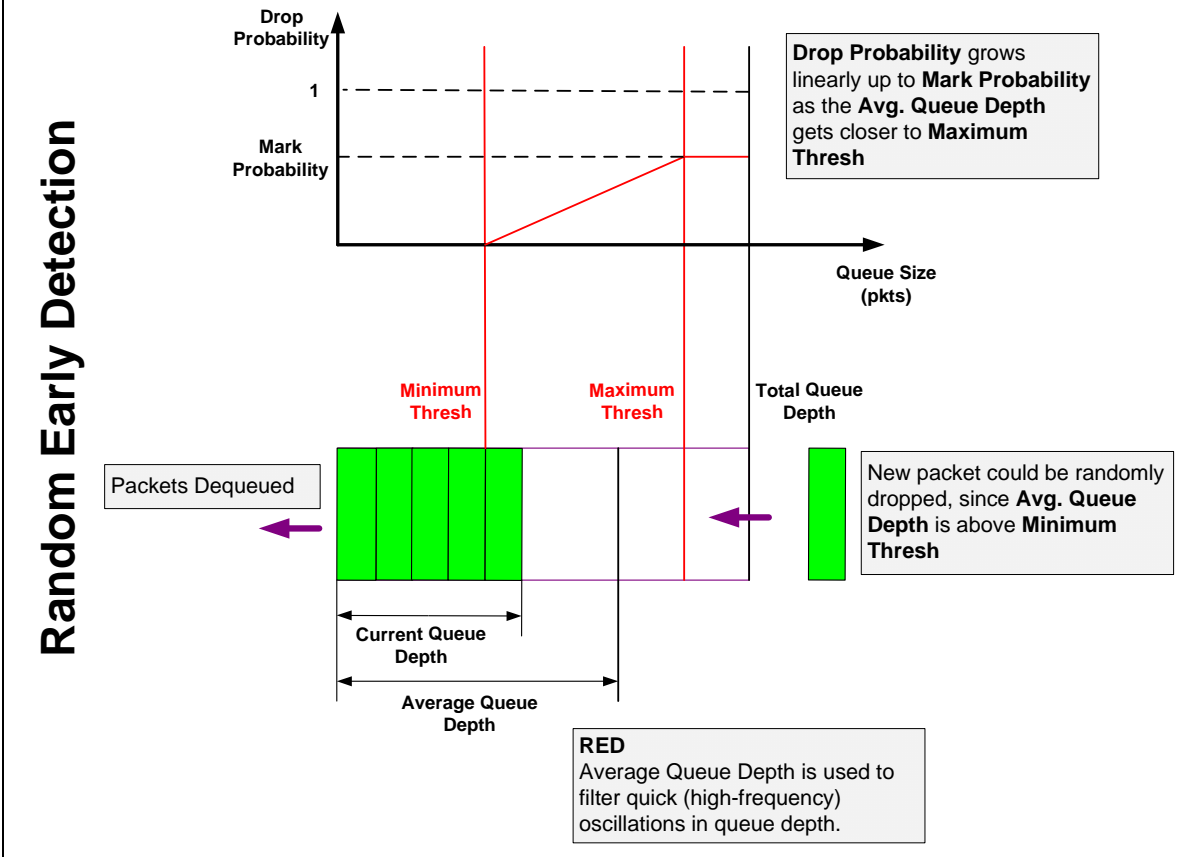 Random Early Detection
Drop
Probability
1
Mark
Probability
Drop Probability grows
linearly up to Mark Probability
as the Avg. Queue Depth
gets closer to Maximum
Thresh
Queue Size
(pkts)
Minimum
Thresh
Maximum
Thresh
Total Queue
Depth
Packets Dequeued
New packet could be randomly
dropped, since Avg. Queue
Depth is above Minimum
Thresh
Current Queue
Depth
Average Queue
Depth
RED
Average Queue Depth is used to
filter quick (high-frequency)
oscillations in queue depth.